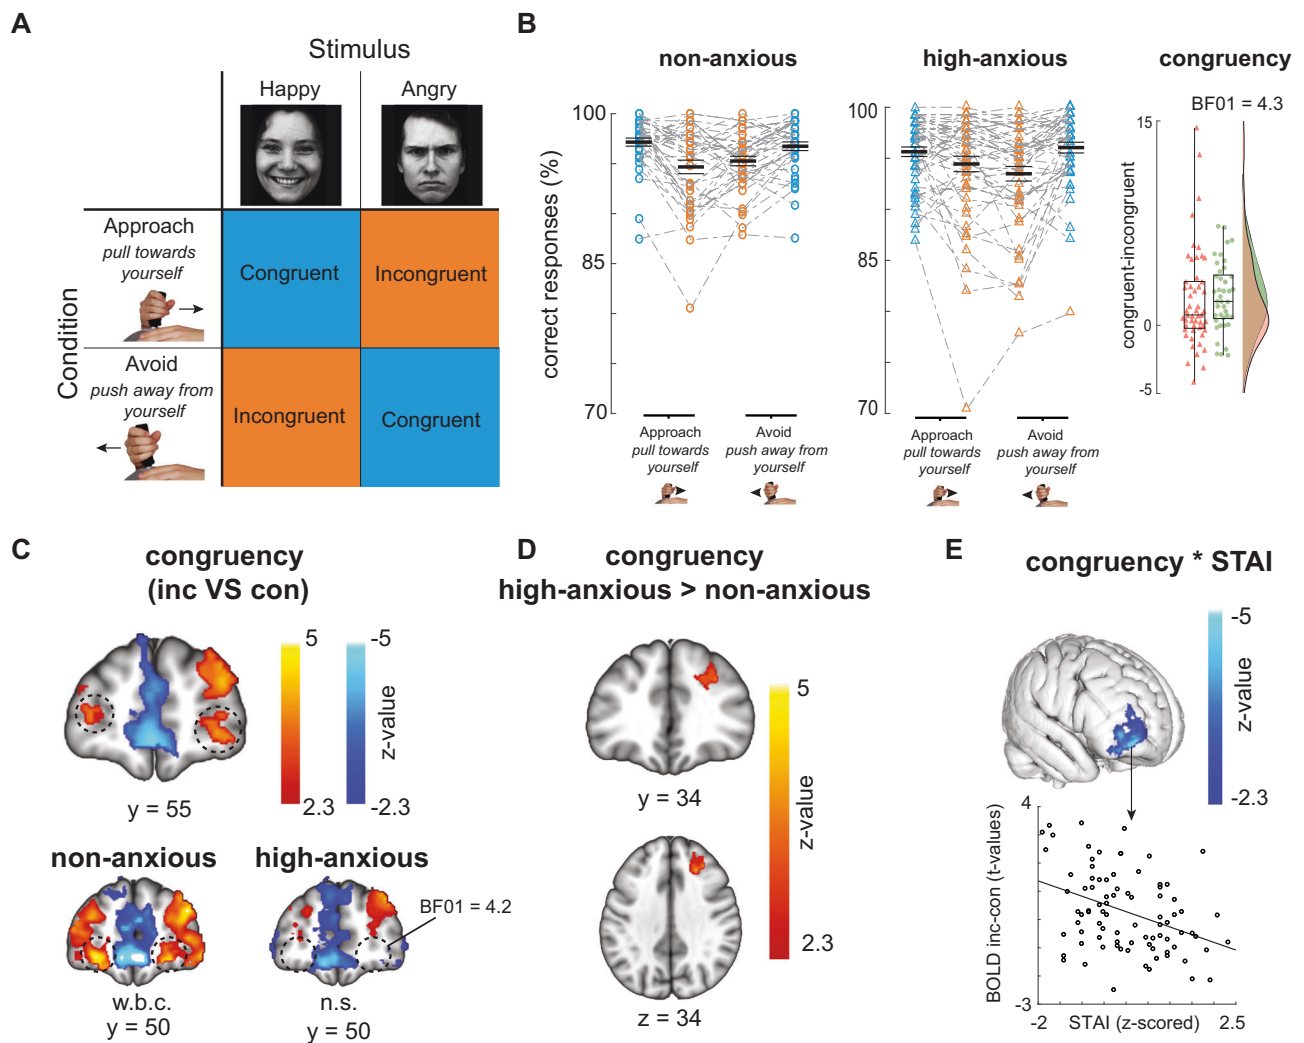 A
Stimulus
Happy
Angry
Condition
Approach
pull towards
yourself
Congruent
Incongruent
Avoid
push away from
yourself
Incongruent
Congruent
B
non-anxious
high-anxious
congruency
BF01 = 4.3
correct responses (%)
100
85
70
Approach
pull towards
yourself
Avoid
push away from
yourself
100
85
70
Approach
pull towards
yourself
Avoid
push away from
yourself
congruent-incongruent
15
0
-5
C
congruency
(inc VS con)
5
2.3
-5
-2.3
z-value
y = 55
non-anxious
high-anxious
BF01 = 4.2
w.b.c.
y = 50
n.s.
y = 50
D
congruency
high-anxious > non-anxious
y = 34
z = 34
5
2.3
z-value
E
congruency * STAI
-5
-2.3
z-value
BOLD inc-con (t-values)
4
-3
-2
STAI (z-scored)
2.5